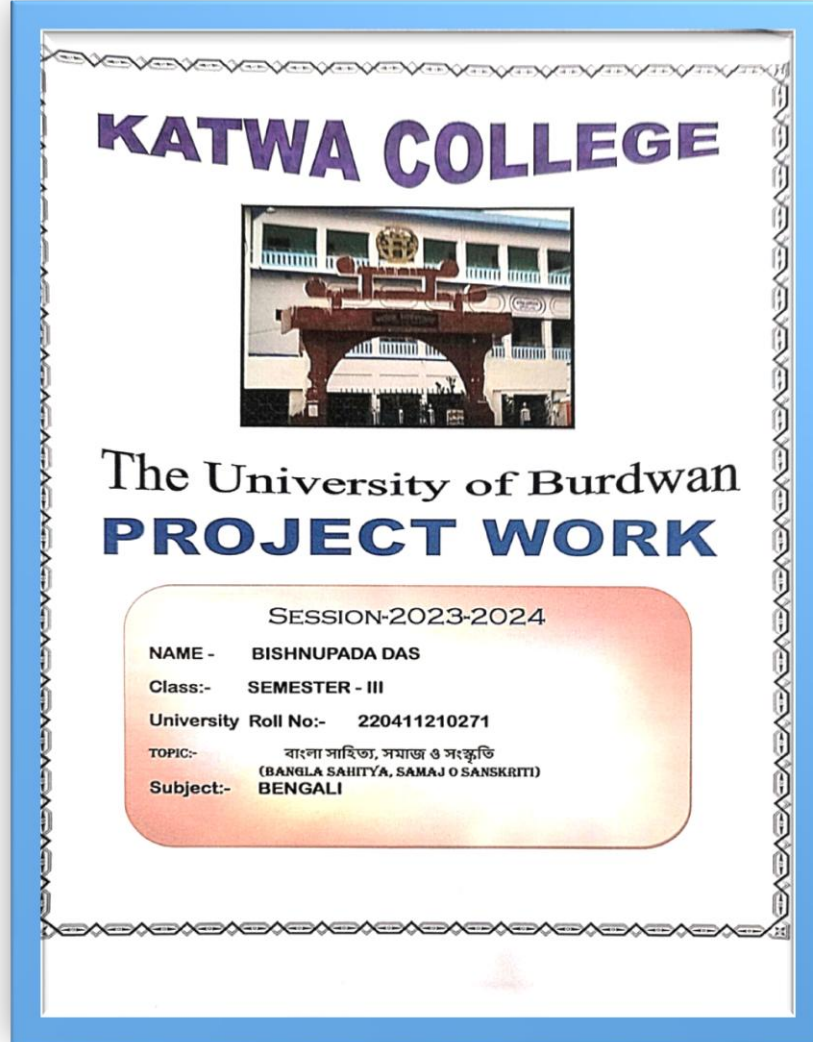 KATWA COLLEGE
The University of Burdwan
PROJECT WORK
SESSION-2023-2024
NAME - BISHNUPADA DAS
Class:- SEMESTER - III
University Roll No:- 220411210271
TOPIC:- বাংলা সাহিত্য, সমাজ ও সংস্কৃতি
(BANGLA SAHITYA, SAMAJ O SANSKRITI)
Subject:- BENGALI